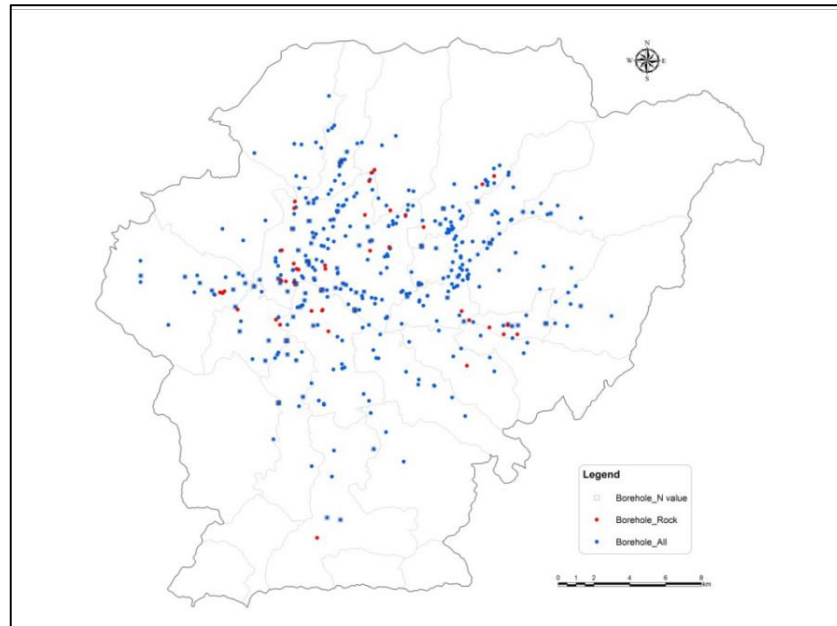 N
W E
S
Legend
Borehole_N value
Borehole_Rock
Borehole_All
0 1 2 4 6 8
km